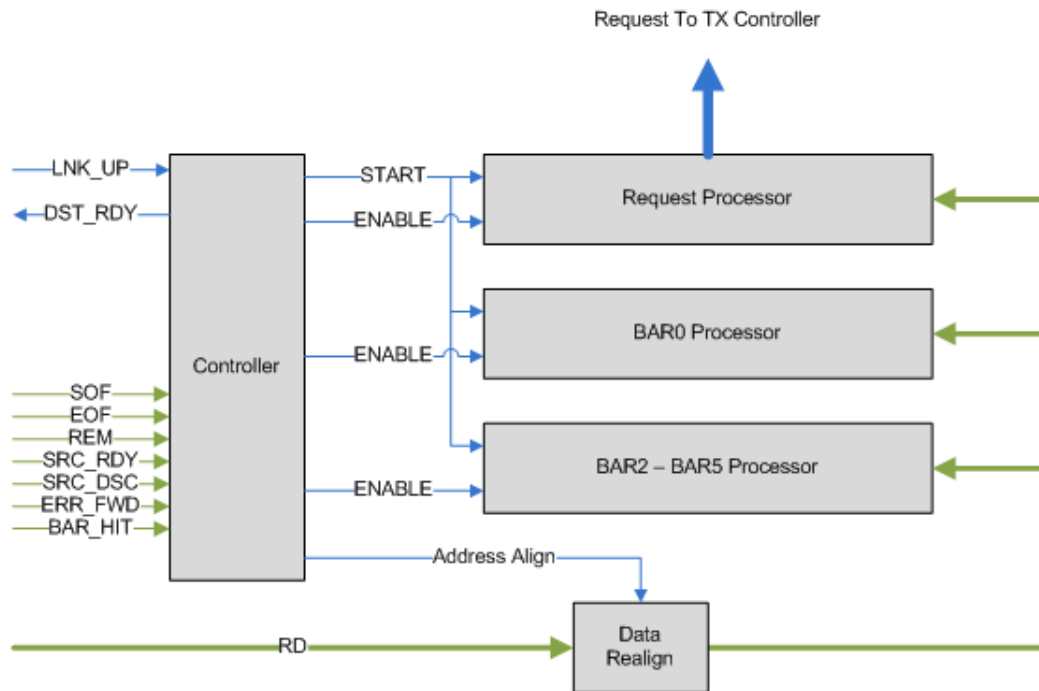 Request To TX Controller
LNK_UP
START
Request Processor
DST_RDY
ENABLE
BAR0 Processor
ENABLE
Controller
SOF
EOF
REM
SRC_RDY
SRC_DSC
ERR_FWD
BAR_HIT
BAR2 – BAR5 Processor
ENABLE
Address Align
RD
Data
Realign